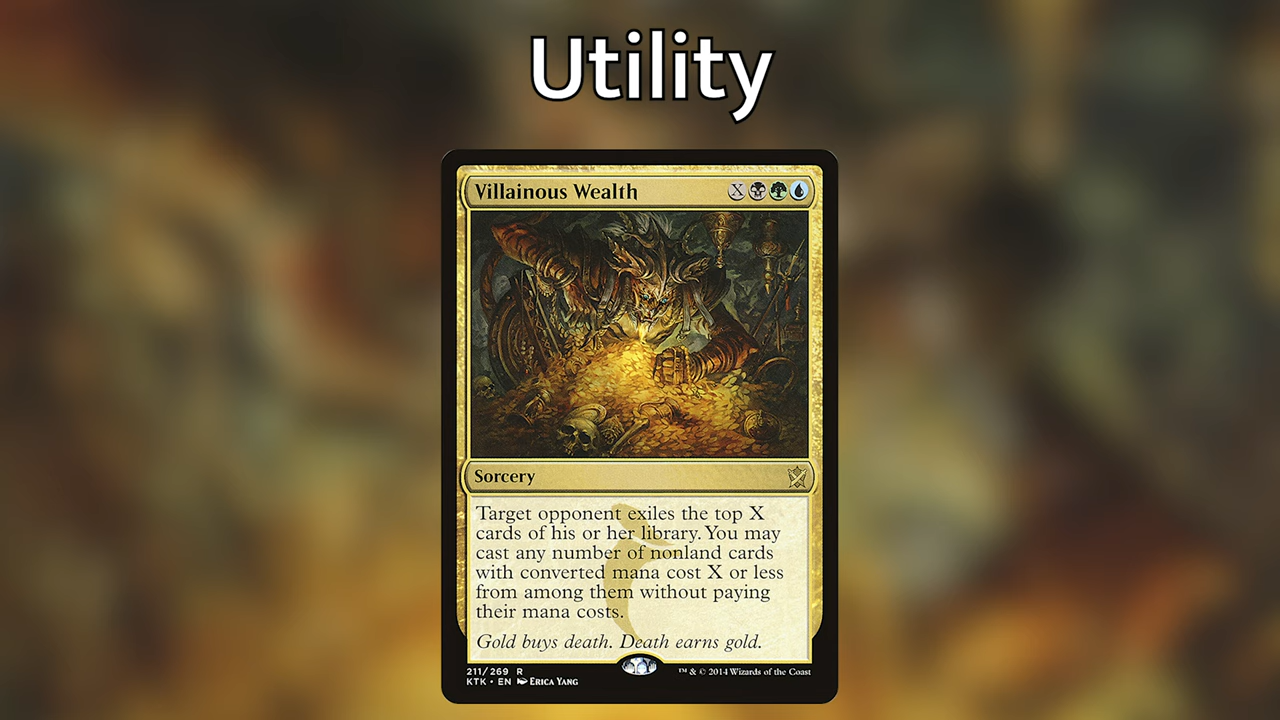 Utility
Villainous Wealth X
Sorcery
Target opponent exiles the top X
cards of his or her library. You may
cast any number of nonland cards
with converted mana cost X or less
from among them without paying
their mana costs.
Gold buys death. Death earns gold.
211/269 R
KTK • EN Erica Yang
™ & © 2014 Wizards of the Coast